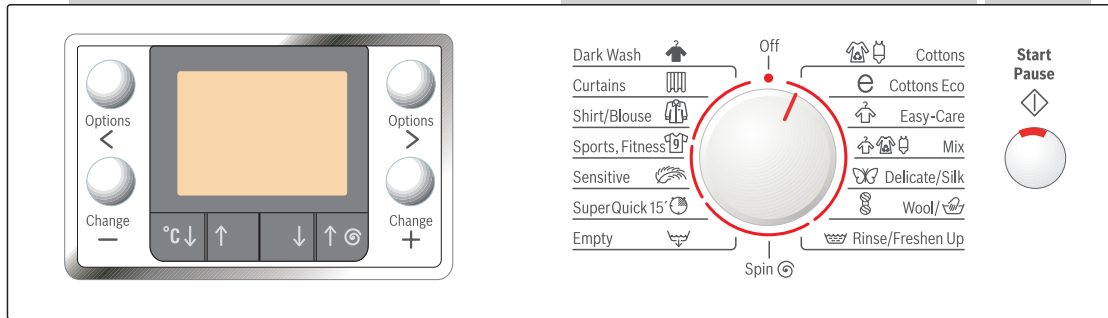 Options
<
Change
—
°C ↓ ↑ ↓ ↑
Options
>
Change
+
Off
Dark Wash
Curtains
Shirt/Blouse
Sports, Fitness 9
Sensitive
SuperQuick 15′
Empty
Cottons
e Cottons Eco
Easy-Care
Mix
Delicate/Silk
Wool/
Rinse/Freshen Up
Spin
Start
Pause